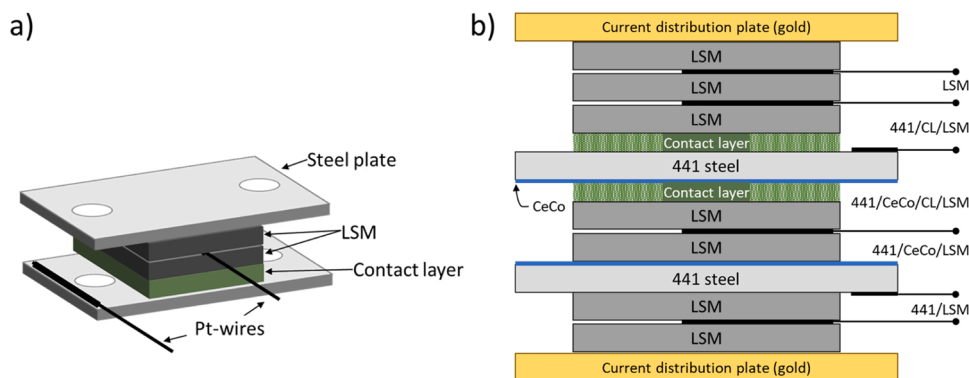 a)
Steel plate
LSM
Contact layer
Pt-wires
b)
Current distribution plate (gold)
LSM
LSM
LSM
LSM
441/CL/LSM
Contact layer
441 steel
CeCo
Contact layer
441/CeCo/CL/LSM
LSM
441/CeCo/LSM
LSM
441 steel
LSM
441/LSM
LSM
Current distribution plate (gold)